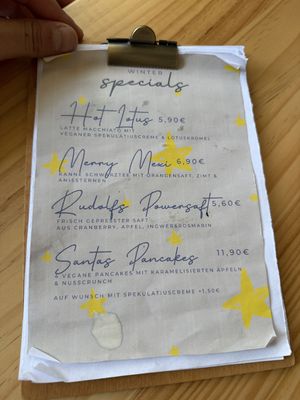 WINTER
specials
Hot Lotus 5,90€
LATTE MACCHIATO MIT
VEGANER SPEKULATIUSCREME & LOTUSKRÜMEL
Merry Mexi 6,90€
KANNE SCHWARZTEE MIT ORANGENSAFT, ZIMT &
ANISSTERNEN
Rudolfs Powersaft 5,60€
FRISCH GEPRESSTER SAFT
AUS CRANBERRY, APFEL, INGWER&ROSMARIN
Santas Pancakes 11,90€
4 VEGANE PANCAKES MIT KARAMELISIERTEN ÄPFELN
& NUSSCRUNCH
AUF WUNSCH MIT SPEKULATIUSCREME +1,50€